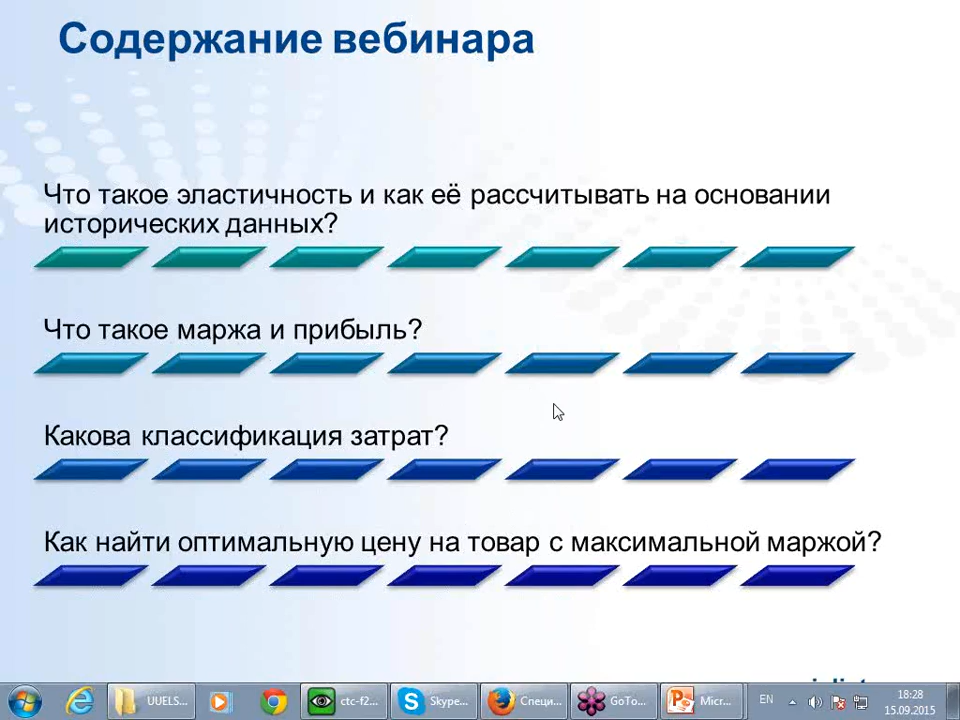 Содержание вебинара
Что такое эластичность и как её рассчитывать на основании
исторических данных?
Что такое маржа и прибыль?
Какова классификация затрат?
Как найти оптимальную цену на товар с максимальной маржой?
UUELS...
ctc-f2...
Skype...
Специ...
GoTo...
Micr...
EN
18:28
15.09.2015